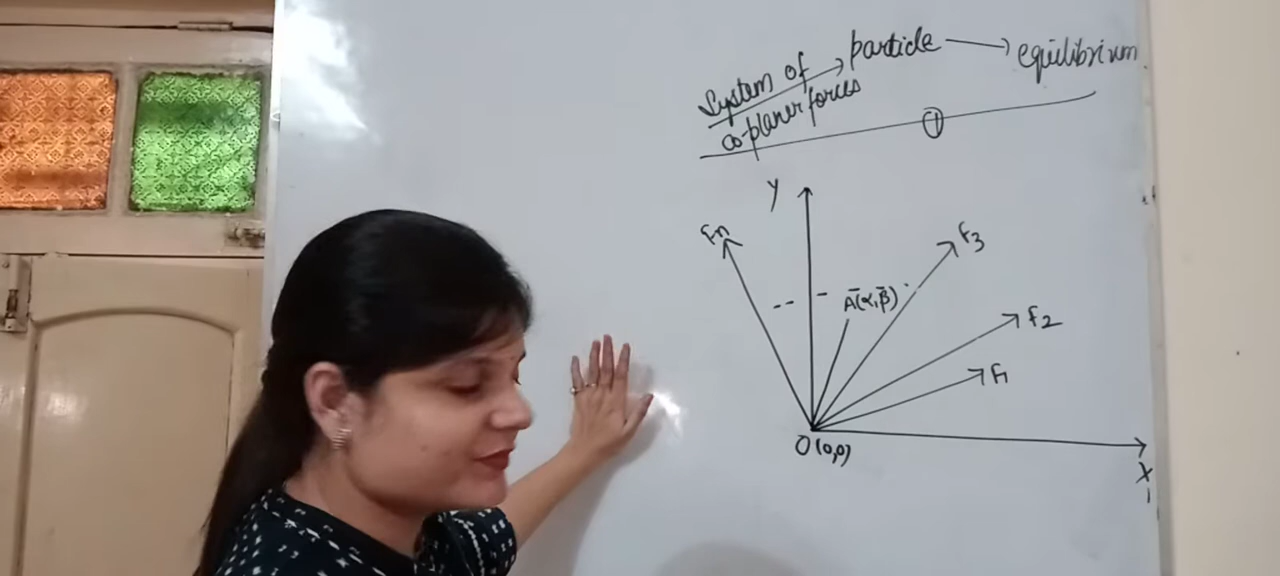 System of → particle → equilibrium
co-planer forces
①
Y
Fn
F3
A(α,β)
F2
F1
O(0,0)
X